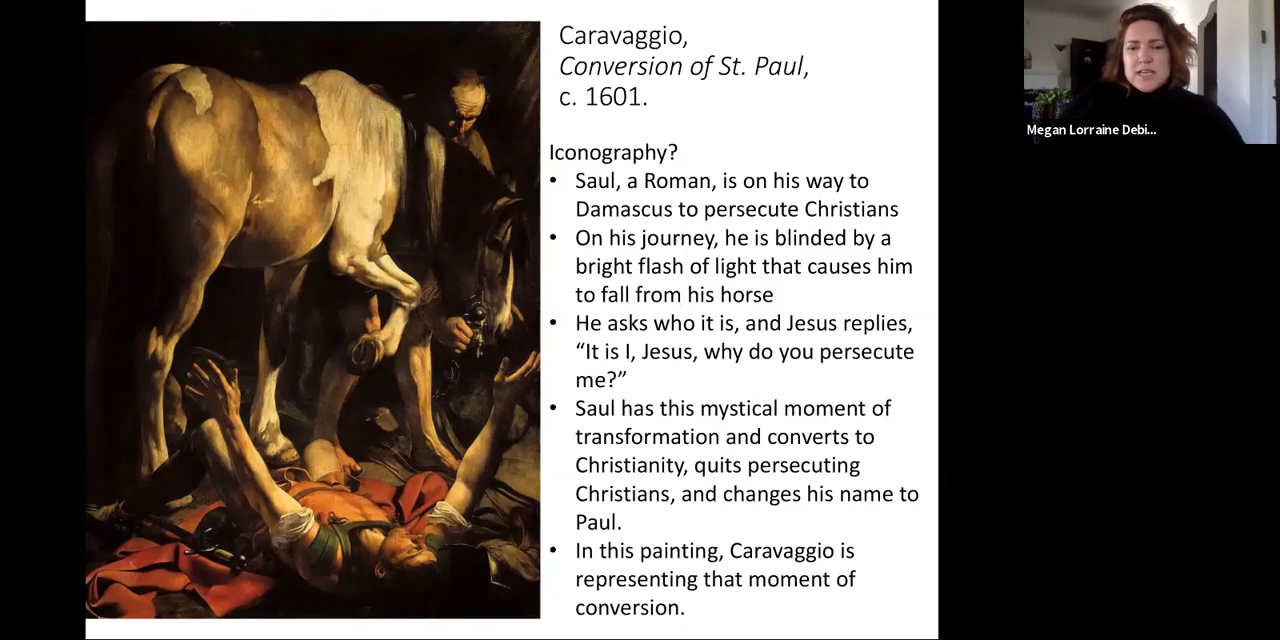 Caravaggio,
Conversion of St. Paul,
c. 1601.
Iconography?
• Saul, a Roman, is on his way to
Damascus to persecute Christians
• On his journey, he is blinded by a
bright flash of light that causes him
to fall from his horse
• He asks who it is, and Jesus replies,
“It is I, Jesus, why do you persecute
me?”
• Saul has this mystical moment of
transformation and converts to
Christianity, quits persecuting
Christians, and changes his name to
Paul.
• In this painting, Caravaggio is
representing that moment of
conversion.
Megan Lorraine Debi...